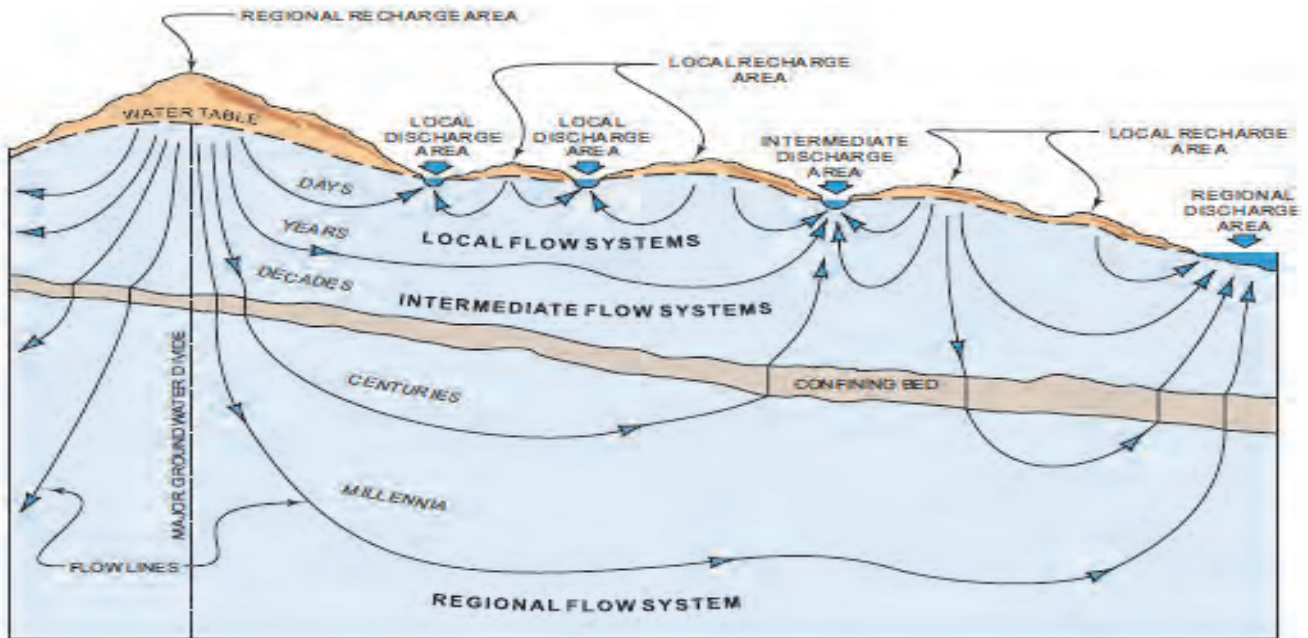 REGIONAL RECHARGE AREA
LOCAL RECHARGE
AREA
WATER TABLE
LOCAL
DISCHARGE
AREA
LOCAL
DISCHARGE
AREA
INTERMEDIATE
DISCHARGE
AREA
LOCAL RECHARGE
AREA
REGIONAL
DISCHARGE
AREA
DAYS
YEARS
LOCAL FLOW SYSTEMS
DECADES
INTERMEDIATE FLOW SYSTEMS
CENTURIES
CONFINING BED
MAJOR GROUND WATER DIVIDE
MILLENNIA
FLOW LINES
REGIONAL FLOW SYSTEM